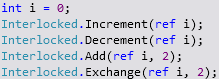 int i = 0;
Interlocked.Increment(ref i);
Interlocked.Decrement(ref i);
Interlocked.Add(ref i, 2);
Interlocked.Exchange(ref i, 2);